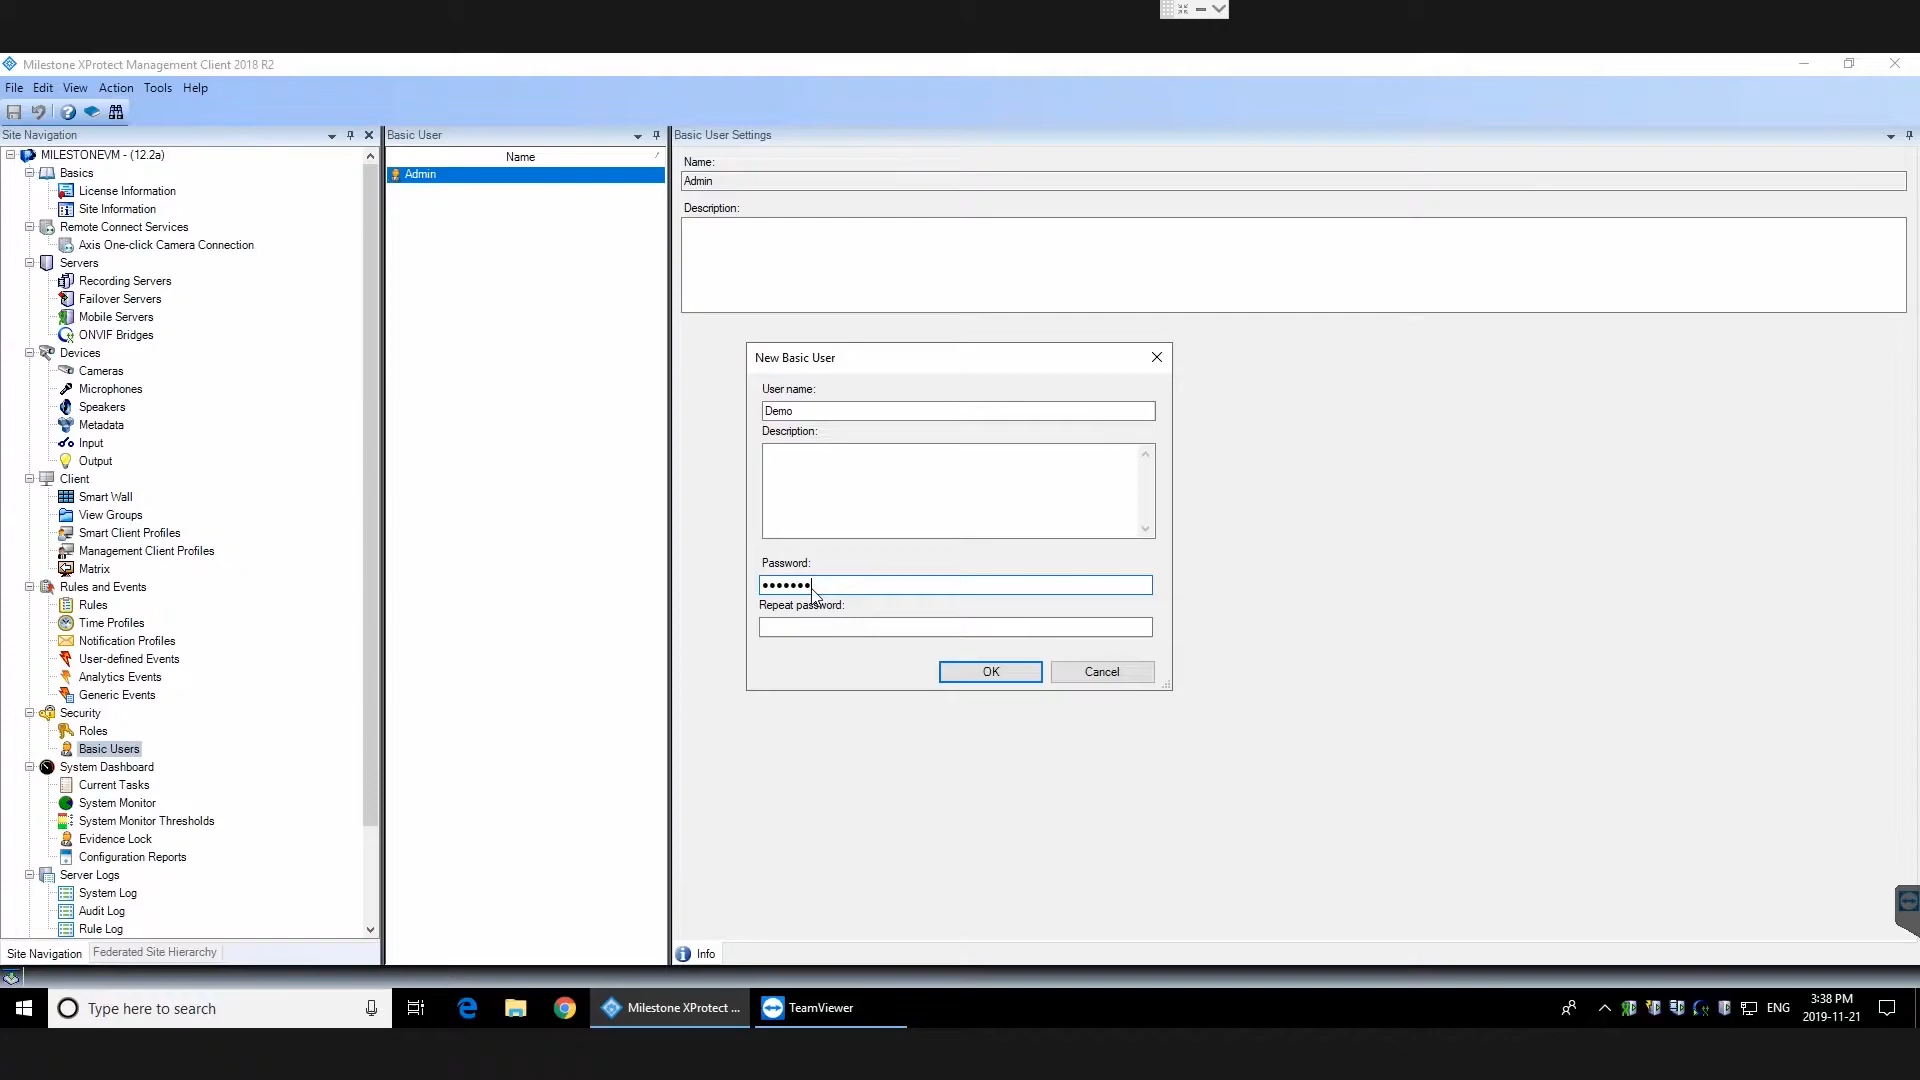 Milestone XProtect Management Client 2018 R2
File Edit View Action Tools Help
Site Navigation
MILESTONEVM - (12.2a)
Basics
License Information
Site Information
Remote Connect Services
Axis One-click Camera Connection
Servers
Recording Servers
Failover Servers
Mobile Servers
ONVIF Bridges
Devices
Cameras
Microphones
Speakers
Metadata
Input
Output
Client
Smart Wall
View Groups
Smart Client Profiles
Management Client Profiles
Matrix
Rules and Events
Rules
Time Profiles
Notification Profiles
User-defined Events
Analytics Events
Generic Events
Security
Roles
Basic Users
System Dashboard
Current Tasks
System Monitor
System Monitor Thresholds
Evidence Lock
Configuration Reports
Server Logs
System Log
Audit Log
Rule Log
Site Navigation Federated Site Hierarchy
Basic User
Name
Admin
Basic User Settings
Name:
Admin
Description:
New Basic User
User name:
Demo
Description:
Password:
•••••••
Repeat password:
OK Cancel
Info
Type here to search
Milestone XProtect ...
TeamViewer
ENG
3:38 PM
2019-11-21